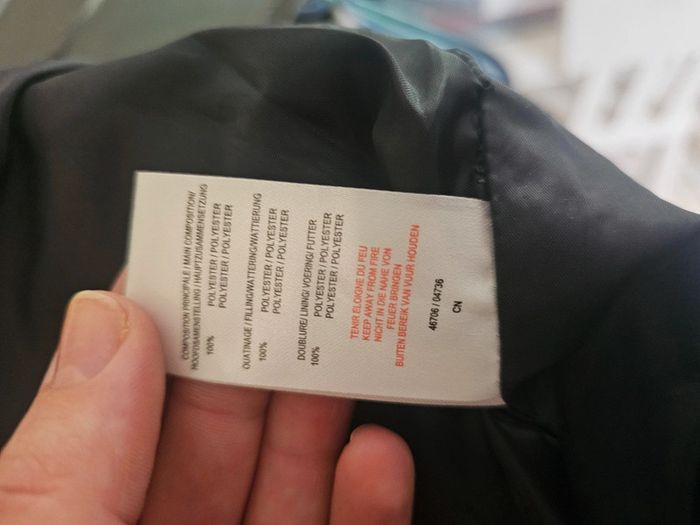 COMPOSITION PRINCIPALE / MAIN COMPOSITION/
HOOFDSAMENSTELLING / HAUPTZUSAMMENSETZUNG
100% POLYESTER / POLYESTER
POLYESTER / POLYESTER
OUATINAGE / FILLING/WATTERING/WATTIERUNG
100% POLYESTER / POLYESTER
POLYESTER / POLYESTER
DOUBLURE/ LINING/ VOERING/ FUTTER
100% POLYESTER / POLYESTER
POLYESTER / POLYESTER
TENIR ELOIGNE DU FEU
KEEP AWAY FROM FIRE
NICHT IN DIE NAHE VON
FEUER BRINGEN
BUITEN BEREIK VAN VUUR HOUDEN
46706 / 04736
CN